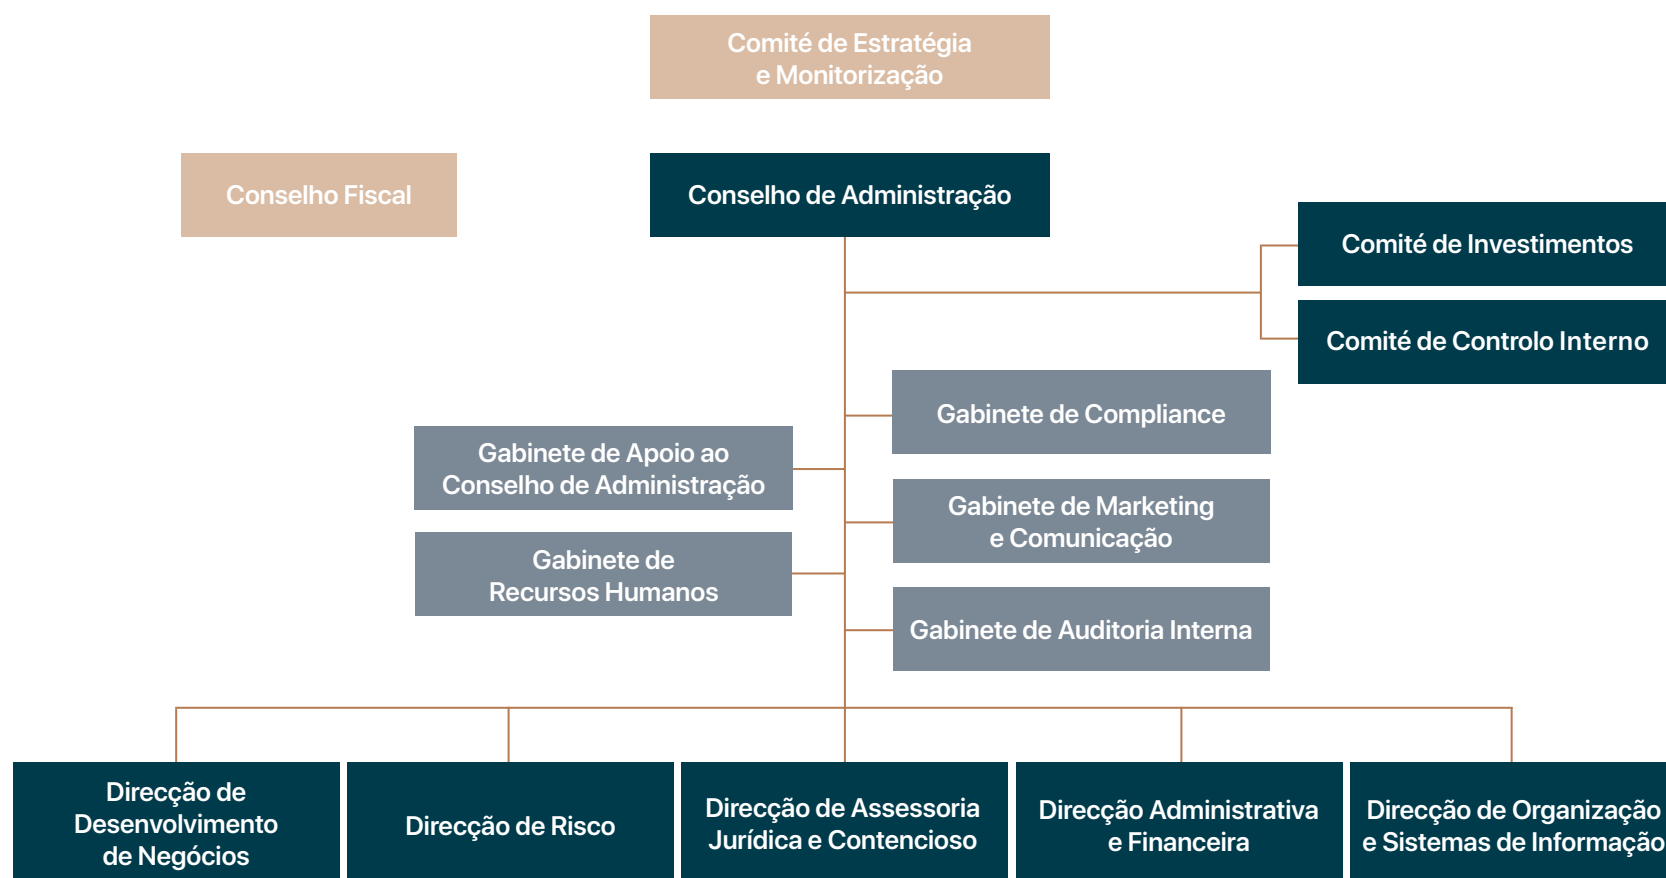 Comité de Estratégia
e Monitorização
Conselho Fiscal
Conselho de Administração
Comité de Investimentos
Comité de Controlo Interno
Gabinete de Compliance
Gabinete de Apoio ao
Conselho de Administração
Gabinete de Marketing
e Comunicação
Gabinete de
Recursos Humanos
Gabinete de Auditoria Interna
Direcção de
Desenvolvimento
de Negócios
Direcção de Risco
Direcção de Assessoria
Jurídica e Contencioso
Direcção Administrativa
e Financeira
Direcção de Organização
e Sistemas de Informação